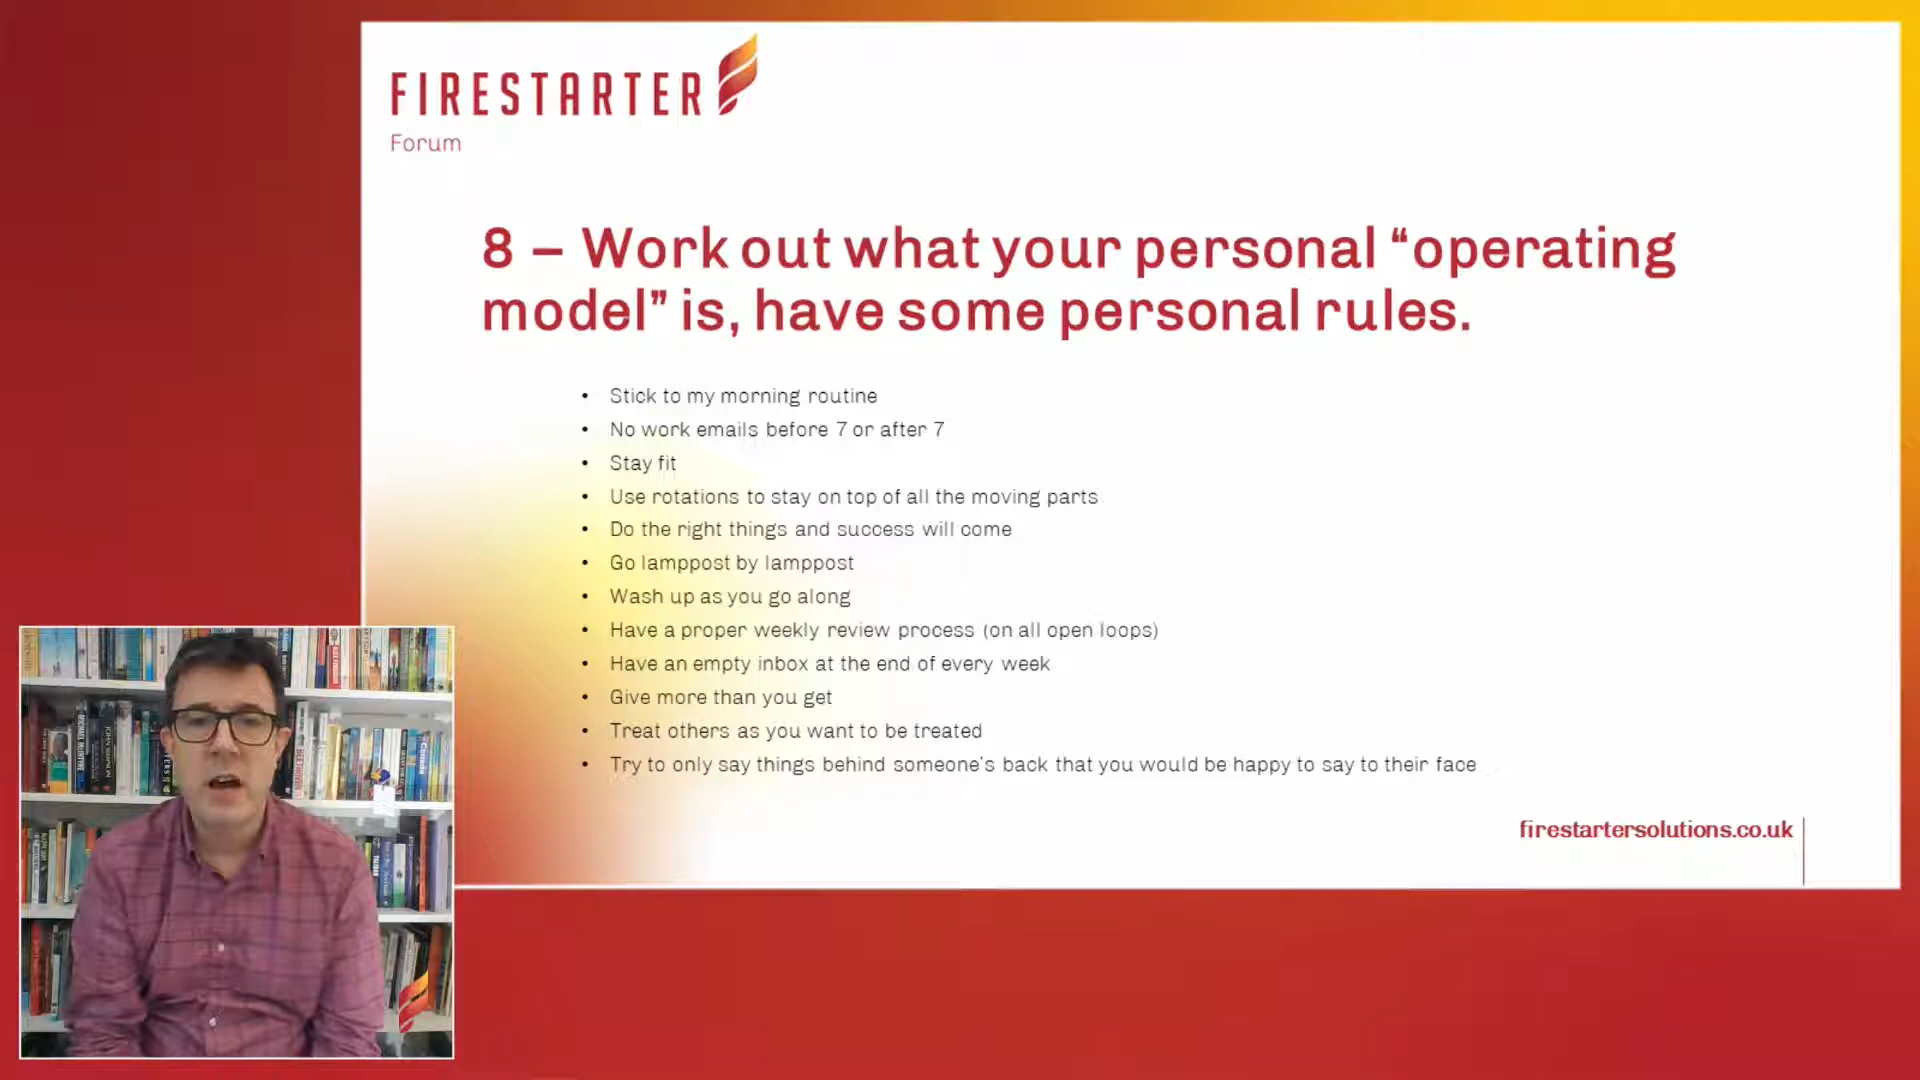 FIRESTARTER
Forum
8 – Work out what your personal “operating
model” is, have some personal rules.
• Stick to my morning routine
• No work emails before 7 or after 7
• Stay fit
• Use rotations to stay on top of all the moving parts
• Do the right things and success will come
• Go lamppost by lamppost
• Wash up as you go along
• Have a proper weekly review process (on all open loops)
• Have an empty inbox at the end of every week
• Give more than you get
• Treat others as you want to be treated
• Try to only say things behind someone's back that you would be happy to say to their face
firestartersolutions.co.uk